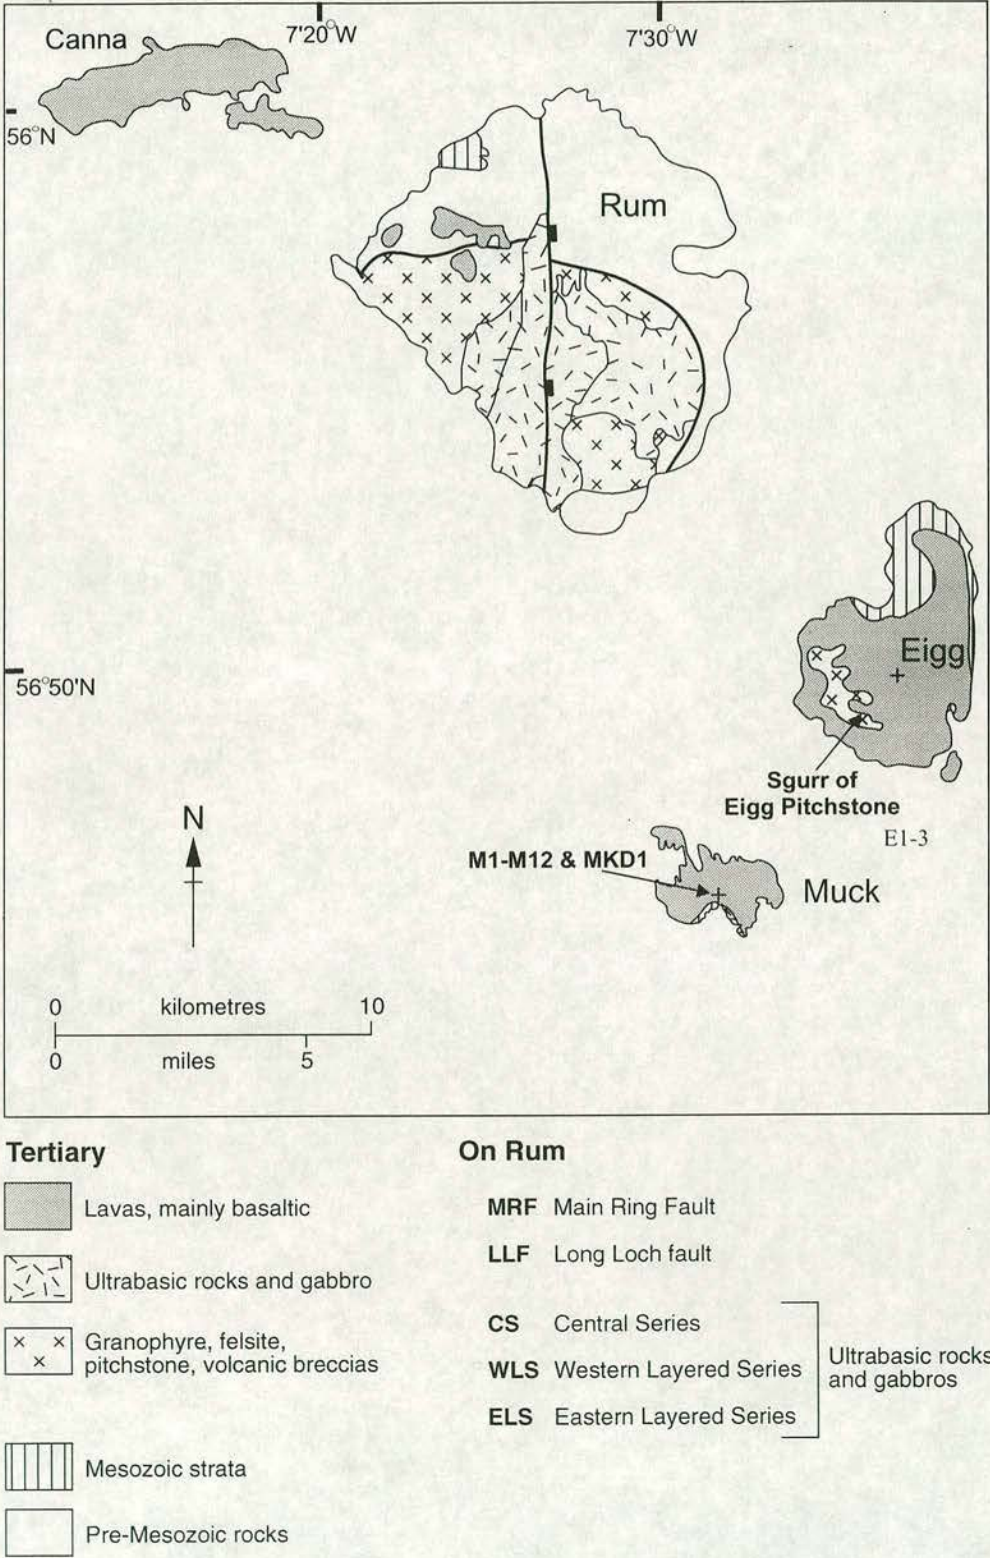 Canna
7'20°W
7'30°W
56°N
Rum
56°50'N
Eigg
Sgurr of
Eigg Pitchstone
E1-3
N
M1-M12 & MKD1
Muck
0 kilometres 10
0 miles 5
Tertiary
Lavas, mainly basaltic
Ultrabasic rocks and gabbro
Granophyre, felsite,
pitchstone, volcanic breccias
Mesozoic strata
Pre-Mesozoic rocks
On Rum
MRF Main Ring Fault
LLF Long Loch fault
CS Central Series
WLS Western Layered Series
ELS Eastern Layered Series
Ultrabasic rocks
and gabbros